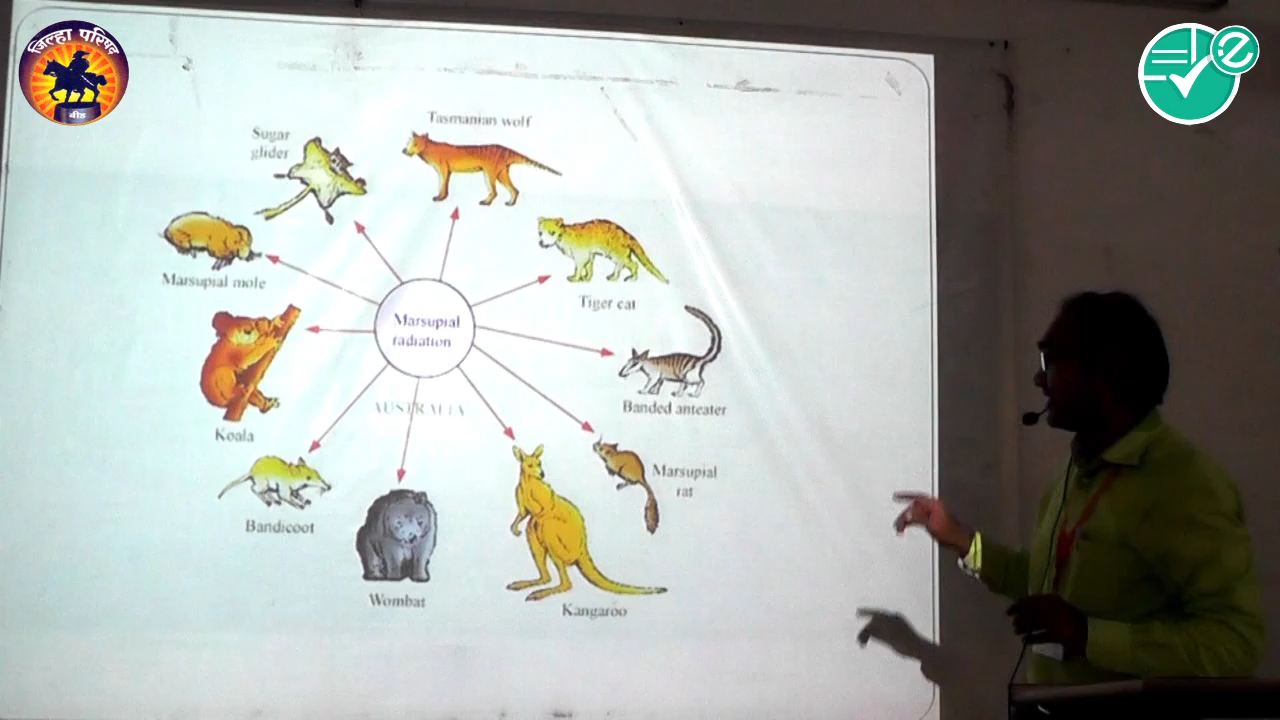 जिल्हा परिषद
बीड
Tasmanian wolf
Sugar
glider
Marsupial mole
Tiger cat
Marsupial
radiation
AUSTRALIA
Banded anteater
Koala
Marsupial
rat
Bandicoot
Wombat
Kangaroo